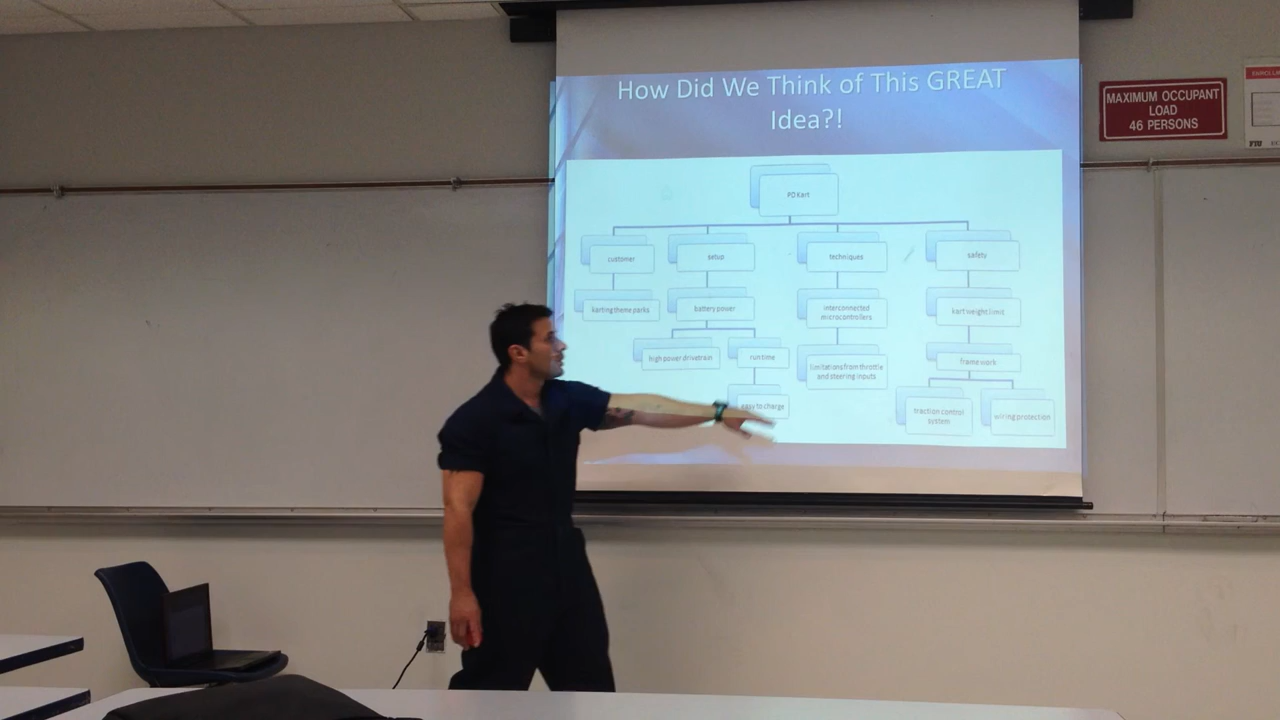 How Did We Think of This GREAT
Idea?!
MAXIMUM OCCUPANT
LOAD
46 PERSONS
PD Kart
customer
setup
techniques
safety
karting theme parks
battery power
interconnected
microcontrollers
kart weight limit
high power drivetrain
run time
limitations from throttle
and steering inputs
frame work
easy to charge
traction control
system
wiring protection